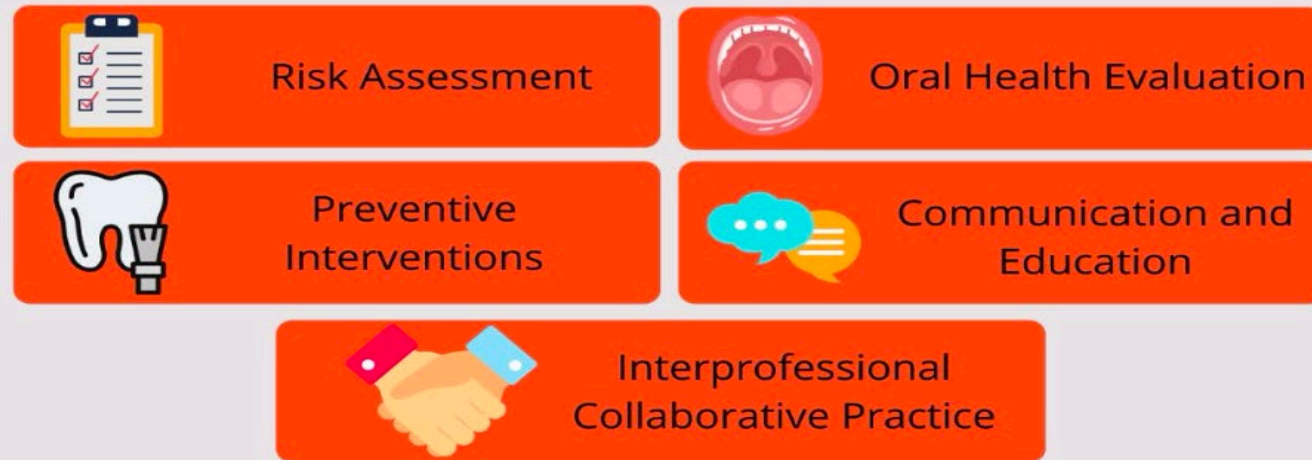 Risk Assessment
Oral Health Evaluation
Preventive
Interventions
Communication and
Education
Interprofessional
Collaborative Practice